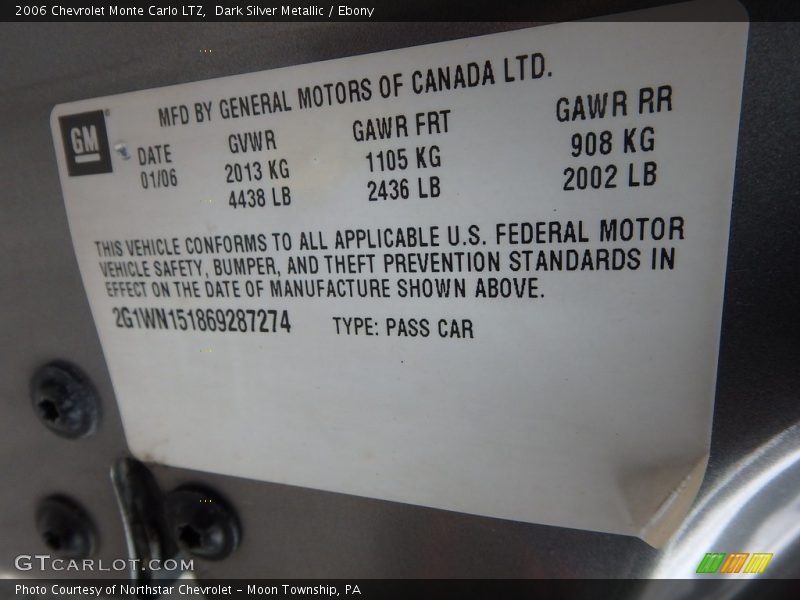 2006 Chevrolet Monte Carlo LTZ,  Dark Silver Metallic / Ebony
GM
MFD BY GENERAL MOTORS OF CANADA LTD.
DATE GVWR GAWR FRT GAWR RR
01/06 2013 KG 1105 KG 908 KG
4438 LB 2436 LB 2002 LB
THIS VEHICLE CONFORMS TO ALL APPLICABLE U.S. FEDERAL MOTOR
VEHICLE SAFETY, BUMPER, AND THEFT PREVENTION STANDARDS IN
EFFECT ON THE DATE OF MANUFACTURE SHOWN ABOVE.
2G1WN151869287274 TYPE: PASS CAR
GTCARLOT.COM
Photo Courtesy of Northstar Chevrolet - Moon Township, PA